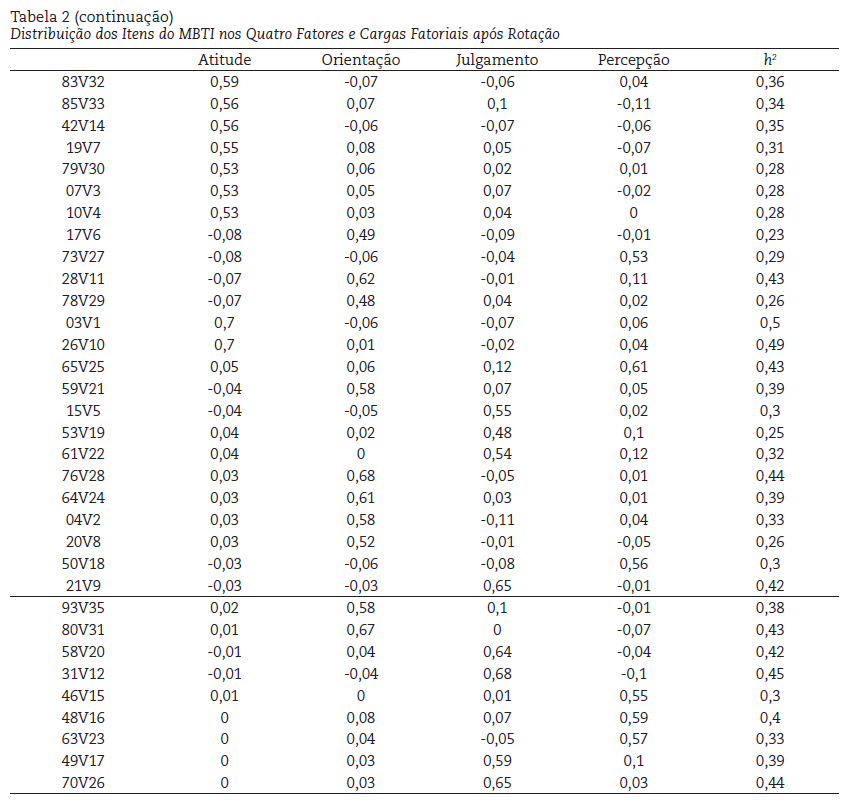 Tabela 2 (continuação)
Distribuição dos Itens do MBTI nos Quatro Fatores e Cargas Fatoriais após Rotação
Atitude Orientação Julgamento Percepção h²
83V32 0,59 -0,07 -0,06 0,04 0,36
85V33 0,56 0,07 0,1 -0,11 0,34
42V14 0,56 -0,06 -0,07 -0,06 0,35
19V7 0,55 0,08 0,05 -0,07 0,31
79V30 0,53 0,06 0,02 0,01 0,28
07V3 0,53 0,05 0,07 -0,02 0,28
10V4 0,53 0,03 0,04 0 0,28
17V6 -0,08 0,49 -0,09 -0,01 0,23
73V27 -0,08 -0,06 -0,04 0,53 0,29
28V11 -0,07 0,62 -0,01 0,11 0,43
78V29 -0,07 0,48 0,04 0,02 0,26
03V1 0,7 -0,06 -0,07 0,06 0,5
26V10 0,7 0,01 -0,02 0,04 0,49
65V25 0,05 0,06 0,12 0,61 0,43
59V21 -0,04 0,58 0,07 0,05 0,39
15V5 -0,04 -0,05 0,55 0,02 0,3
53V19 0,04 0,02 0,48 0,1 0,25
61V22 0,04 0 0,54 0,12 0,32
76V28 0,03 0,68 -0,05 0,01 0,44
64V24 0,03 0,61 0,03 0,01 0,39
04V2 0,03 0,58 -0,11 0,04 0,33
20V8 0,03 0,52 -0,01 -0,05 0,26
50V18 -0,03 -0,06 -0,08 0,56 0,3
21V9 -0,03 -0,03 0,65 -0,01 0,42
93V35 0,02 0,58 0,1 -0,01 0,38
80V31 0,01 0,67 0 -0,07 0,43
58V20 -0,01 0,04 0,64 -0,04 0,42
31V12 -0,01 -0,04 0,68 -0,1 0,45
46V15 0,01 0 0,01 0,55 0,3
48V16 0 0,08 0,07 0,59 0,4
63V23 0 0,04 -0,05 0,57 0,33
49V17 0 0,03 0,59 0,1 0,39
70V26 0 0,03 0,65 0,03 0,44